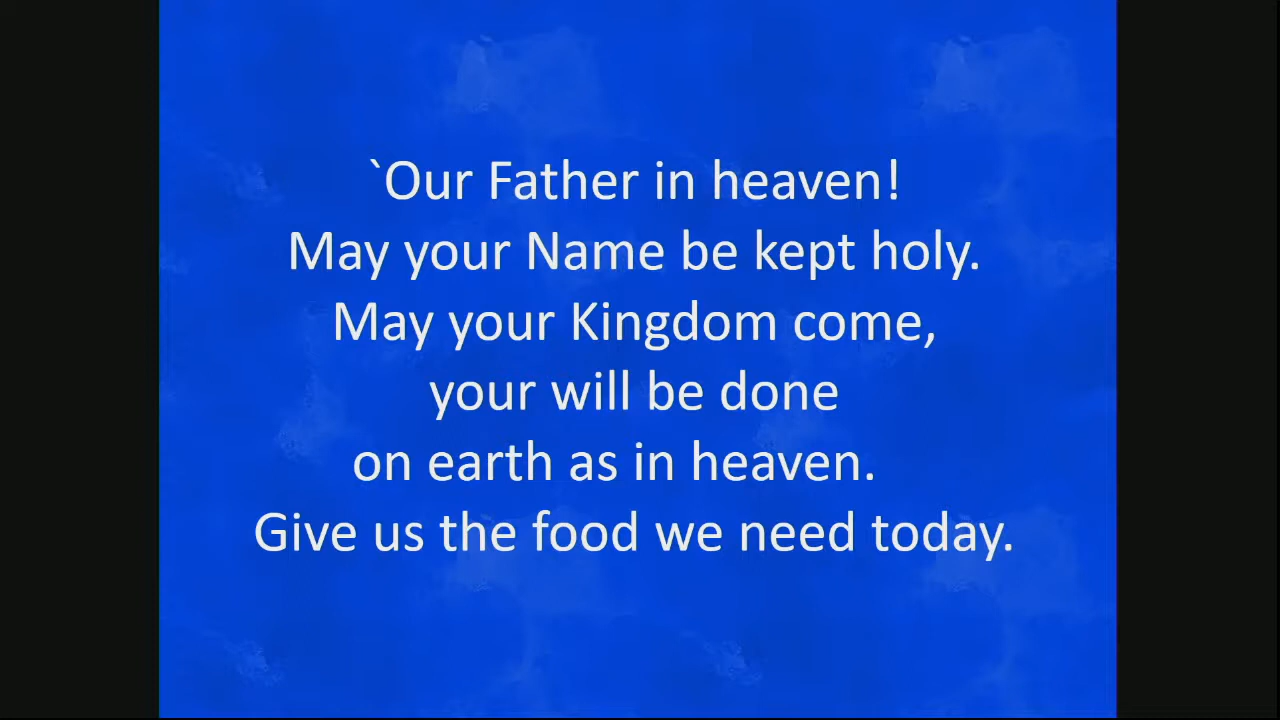 `Our Father in heaven!
May your Name be kept holy.
May your Kingdom come,
your will be done
on earth as in heaven.
Give us the food we need today.